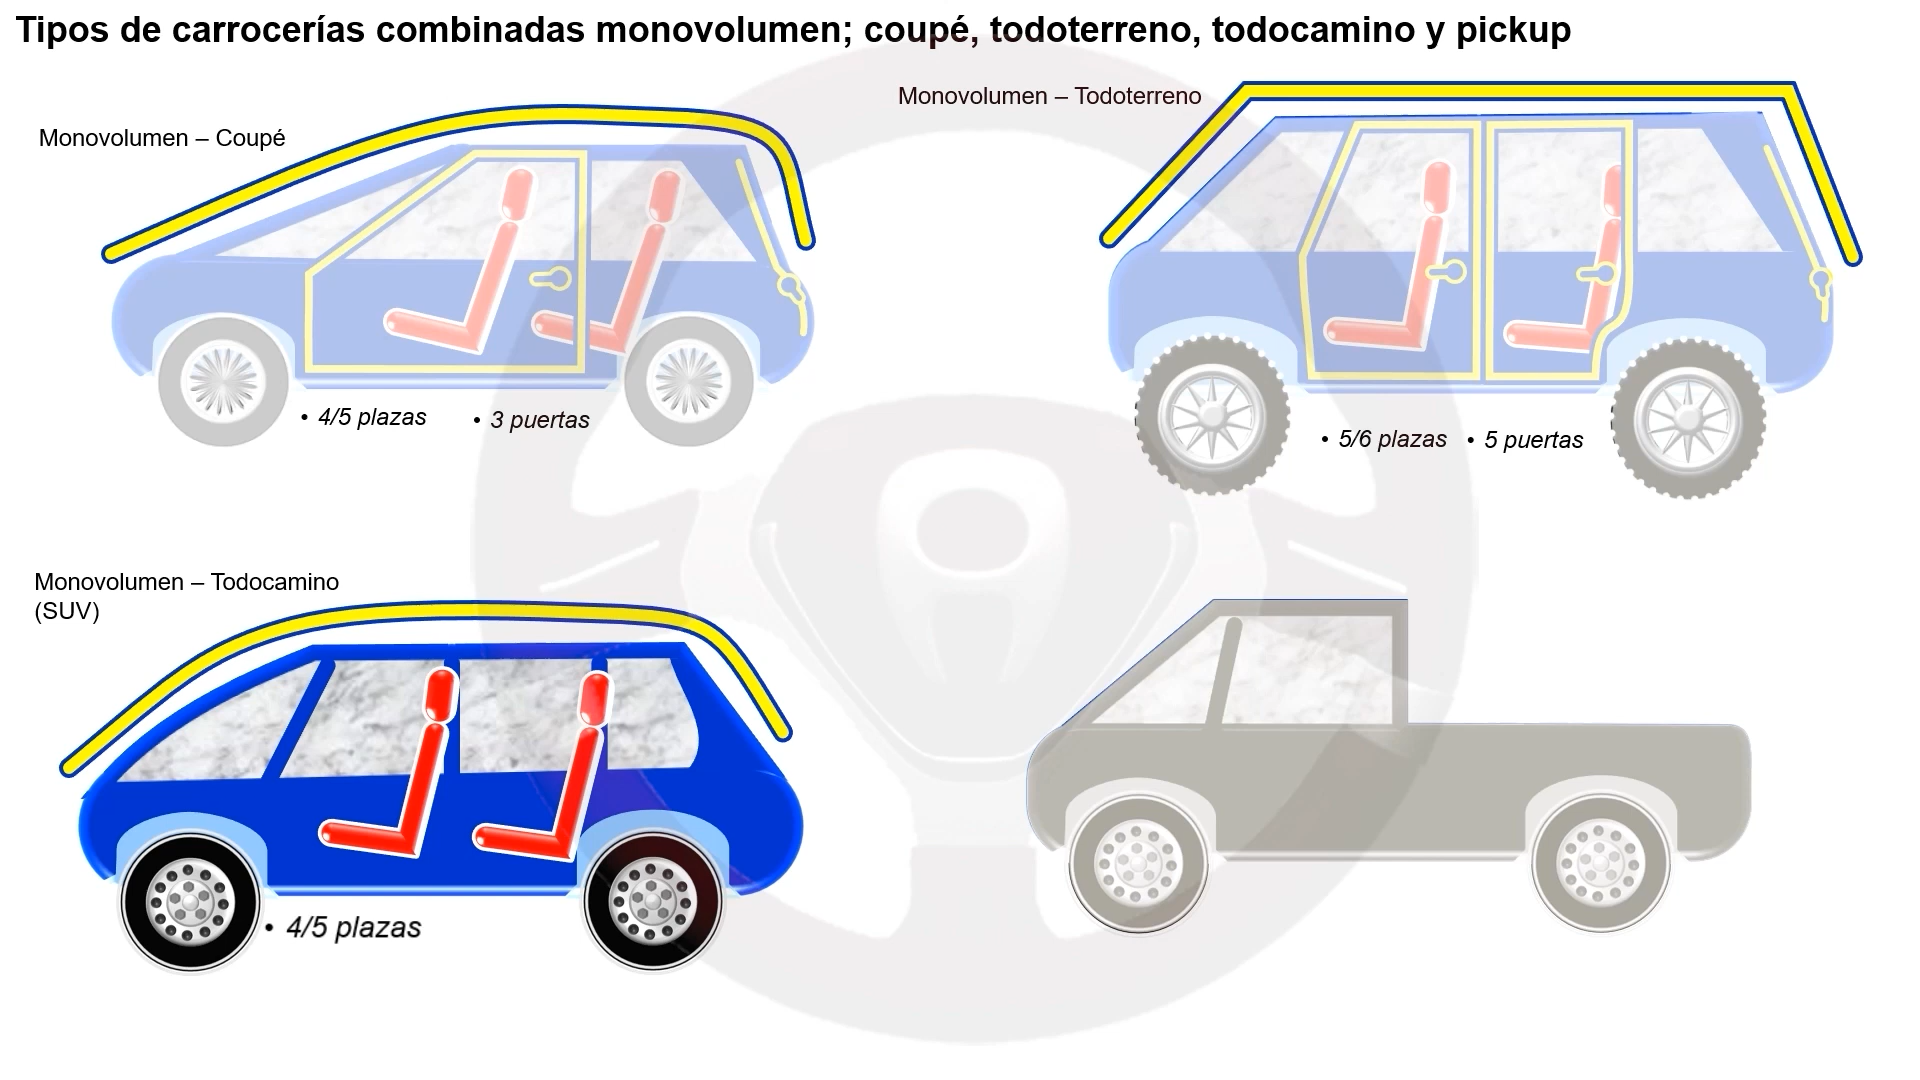 Tipos de carrocerías combinadas monovolumen; coupé, todoterreno, todocamino y pickup
Monovolumen – Coupé
• 4/5 plazas • 3 puertas
Monovolumen – Todoterreno
• 5/6 plazas • 5 puertas
Monovolumen – Todocamino
(SUV)
• 4/5 plazas